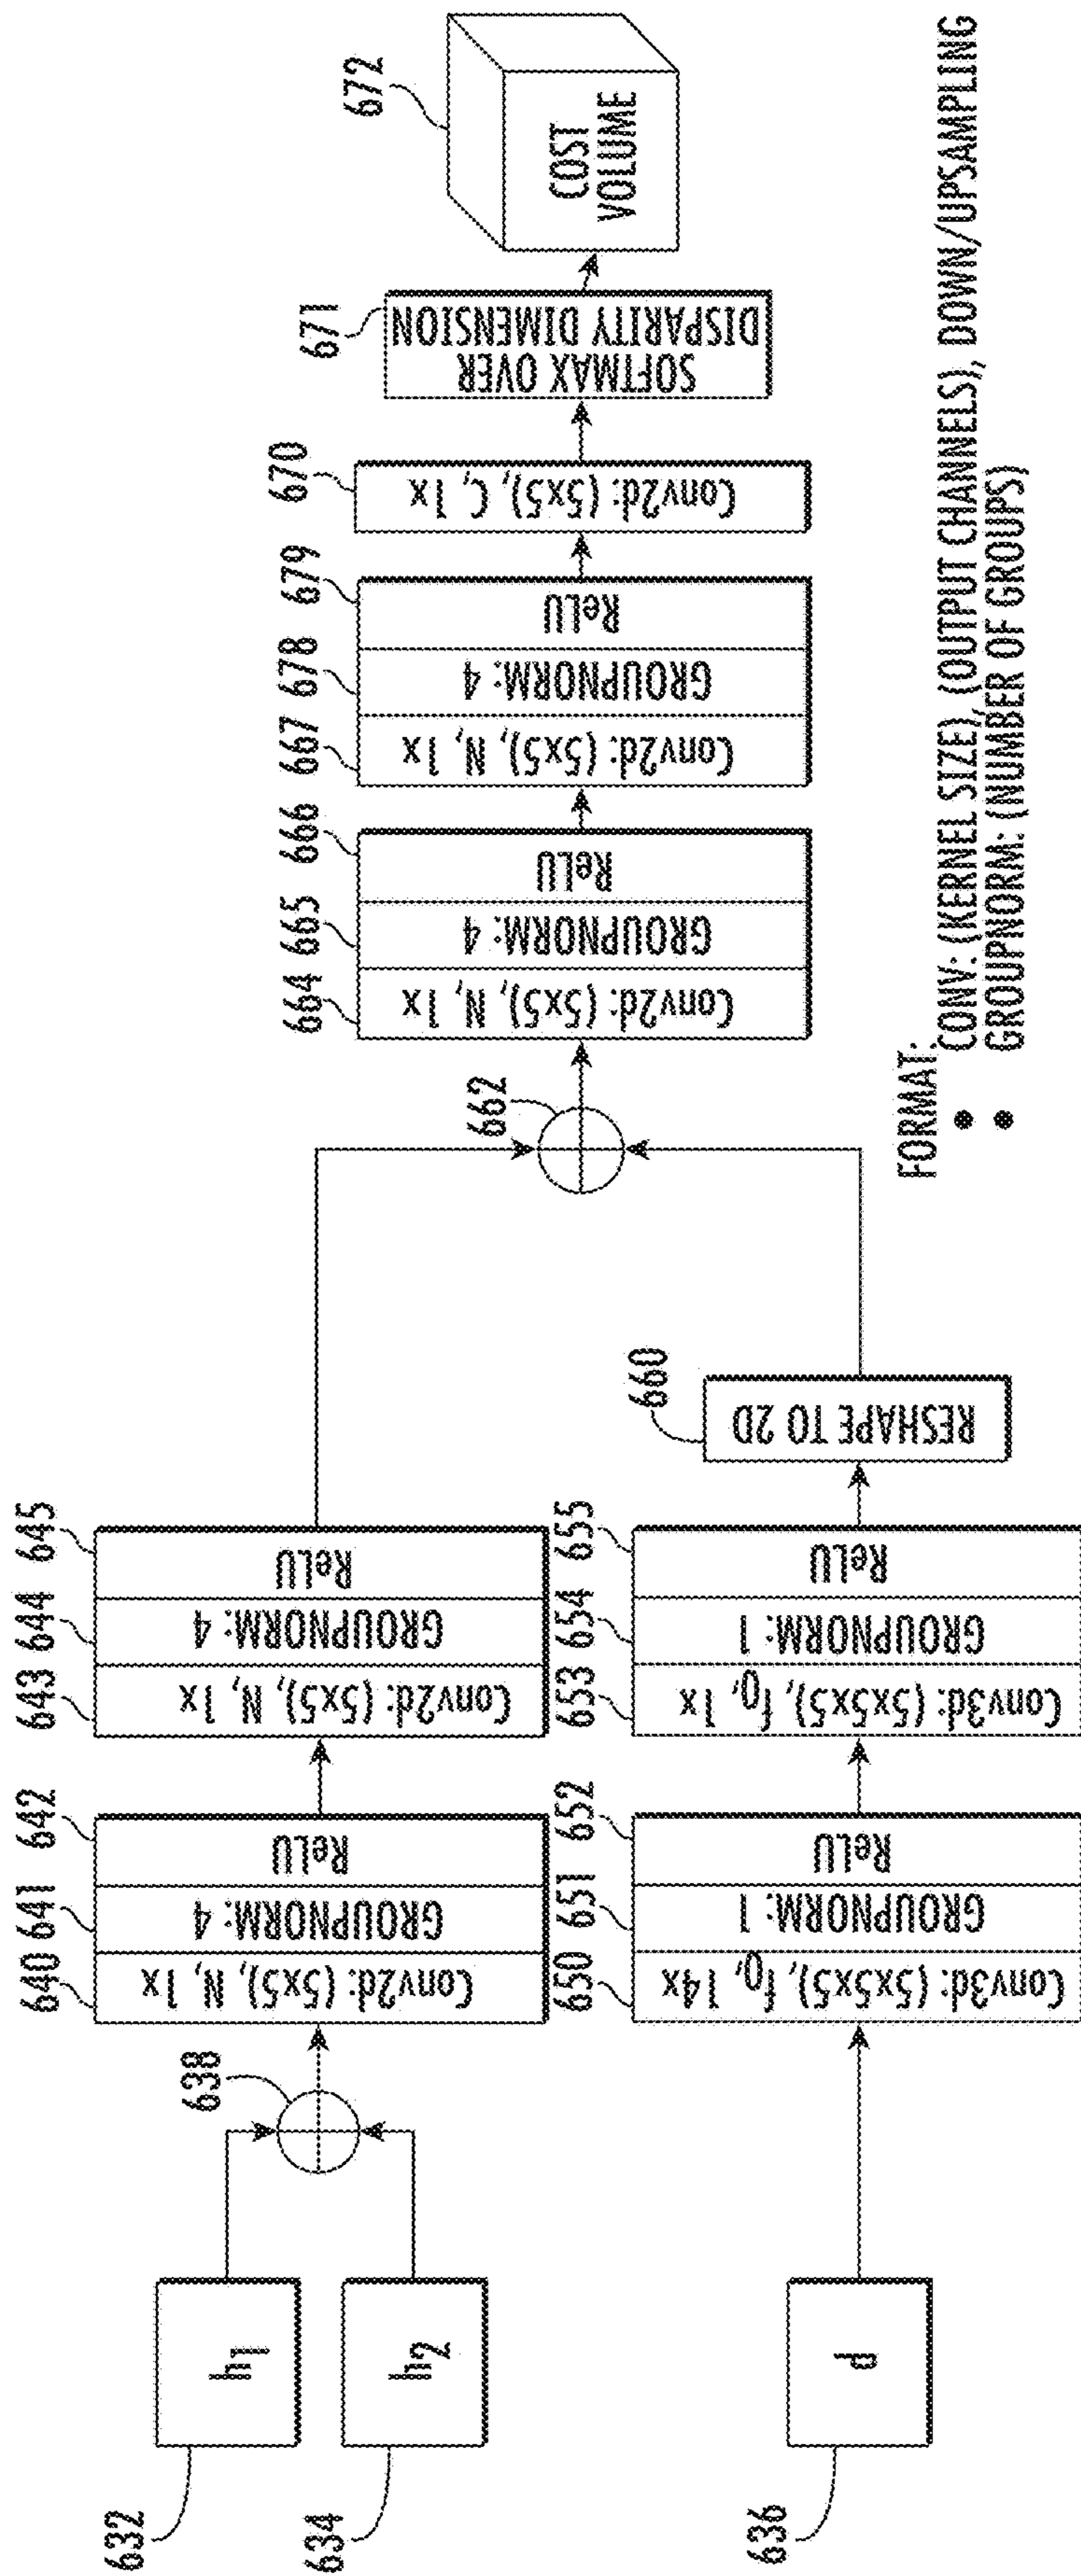 632
h1
634
h2
636
p
638
640
641
642
Conv2d: (5x5), N, 1x
GROUPNORM: 4
ReLU
643
644
645
Conv2d: (5x5), N, 1x
GROUPNORM: 4
ReLU
650
651
652
Conv3d: (5x5x5), f0, 14x
GROUPNORM: 1
ReLU
653
654
655
Conv3d: (5x5x5), f0, 1x
GROUPNORM: 1
ReLU
660
RESHAPE TO 2D
662
664
665
666
Conv2d: (5x5), N, 1x
GROUPNORM: 4
ReLU
667
678
679
Conv2d: (5x5), N, 1x
GROUPNORM: 4
ReLU
670
Conv2d: (5x5), C, 1x
671
SOFTMAX OVER
DISPARITY DIMENSION
672
COST
VOLUME
FORMAT:
• CONV: (KERNEL SIZE), (OUTPUT CHANNELS), DOWN/UPSAMPLING
• GROUPNORM: (NUMBER OF GROUPS)